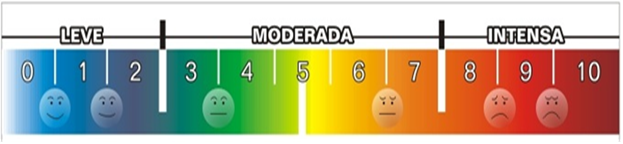 LEVE MODERADA INTENSA
0 1 2 3 4 5 6 7 8 9 10